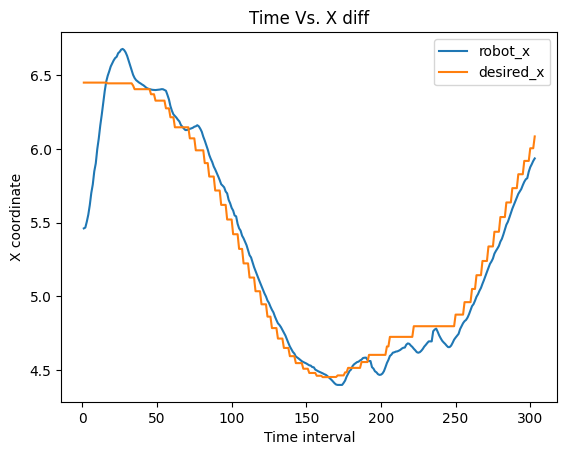 Time Vs. X diff
robot_x
desired_x
X coordinate
6.5
6.0
5.5
5.0
4.5
0 50 100 150 200 250 300
Time interval